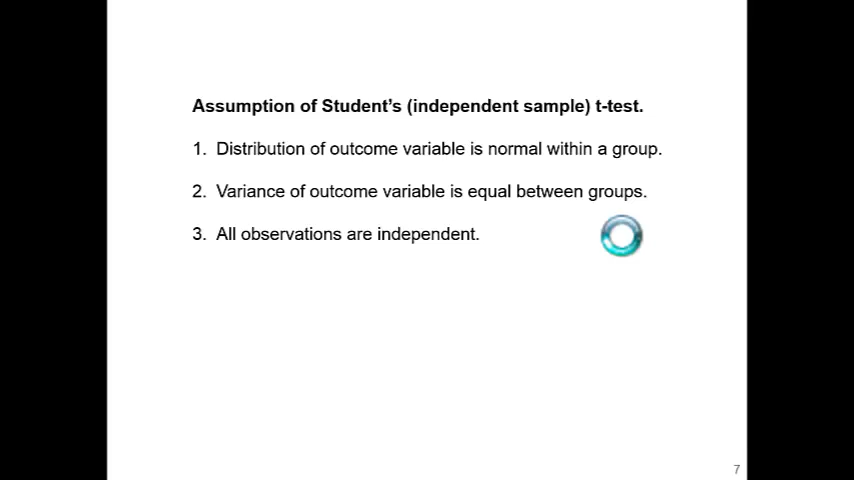 Assumption of Student's (independent sample) t-test.
1. Distribution of outcome variable is normal within a group.
2. Variance of outcome variable is equal between groups.
3. All observations are independent.
7